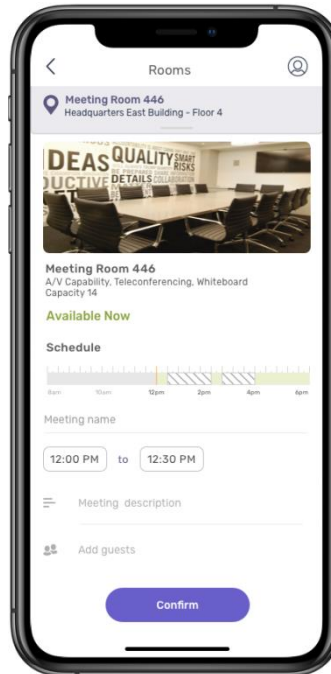 Rooms
Meeting Room 446
Headquarters East Building - Floor 4
DEAS QUALITY SMART
RISKS
DUCTIVE DETAILS COLLABORATION
Meeting Room 446
A/V Capability, Teleconferencing, Whiteboard
Capacity 14
Available Now
Schedule
8am 10am 12pm 2pm 4pm 6pm
Meeting name
12:00 PM to 12:30 PM
Meeting description
Add guests
Confirm